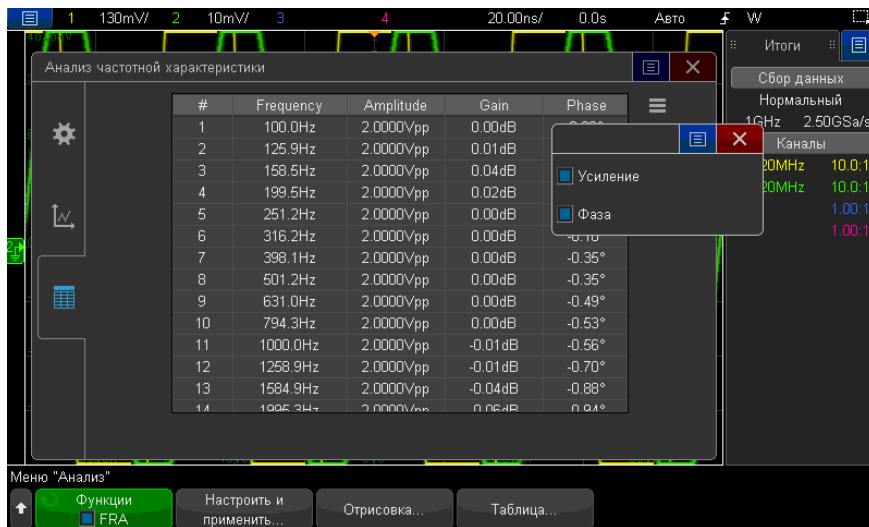 1 130mV/ 2 10mV/ 3 4 20.00ns/ 0.0s Авто W
Итоги
Анализ частотной характеристики
Сбор данных
Нормальный
1GHz 2.50GSa/s
Каналы
20MHz 10.0:1
20MHz 10.0:1
1.00:1
1.00:1
# Frequency Amplitude Gain Phase
1 100.0Hz 2.0000Vpp 0.00dB
2 125.9Hz 2.0000Vpp 0.01dB
3 158.5Hz 2.0000Vpp 0.04dB
4 199.5Hz 2.0000Vpp 0.02dB
5 251.2Hz 2.0000Vpp 0.00dB
6 316.2Hz 2.0000Vpp 0.00dB
7 398.1Hz 2.0000Vpp 0.00dB -0.35°
8 501.2Hz 2.0000Vpp 0.00dB -0.35°
9 631.0Hz 2.0000Vpp 0.00dB -0.49°
10 794.3Hz 2.0000Vpp 0.00dB -0.53°
11 1000.0Hz 2.0000Vpp -0.01dB -0.56°
12 1258.9Hz 2.0000Vpp -0.01dB -0.70°
13 1584.9Hz 2.0000Vpp -0.04dB -0.88°
14 1995.3Hz 2.0000Vpp
Усиление
Фаза
2
Меню "Анализ"
Функции
FRA
Настроить и
применить...
Отрисовка...
Таблица...